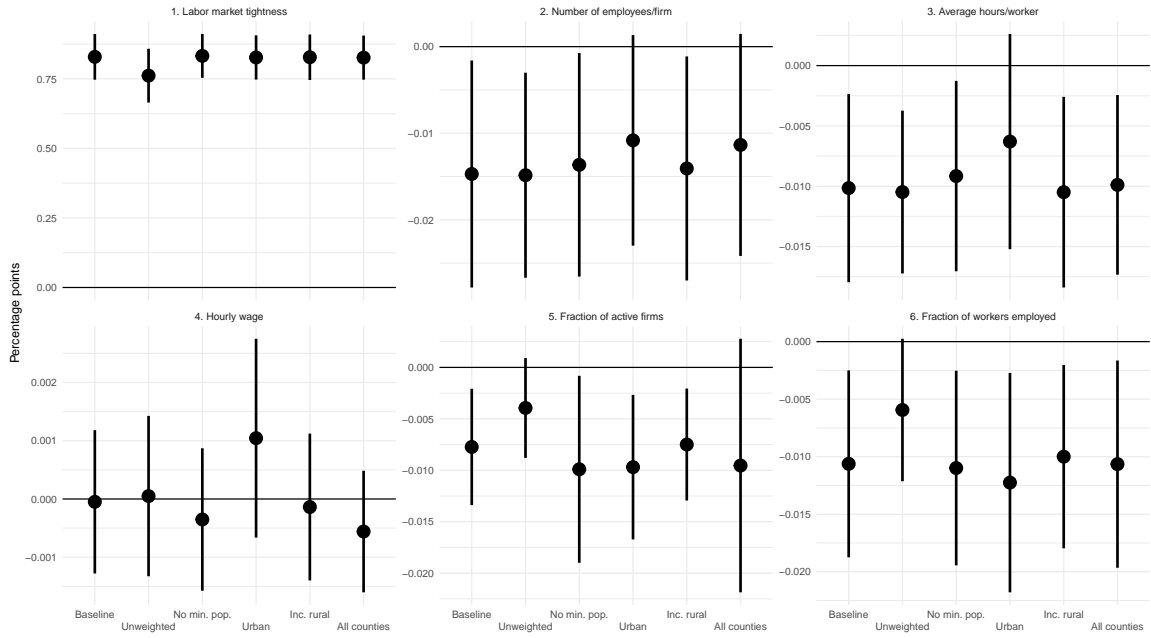 1. Labor market tightness
2. Number of employees/firm
3. Average hours/worker
0.75
0.50
0.25
0.00
0.00
−0.01
−0.02
0.000
−0.005
−0.010
−0.015
Percentage points
4. Hourly wage
5. Fraction of active firms
6. Fraction of workers employed
0.002
0.001
0.000
−0.001
0.000
−0.005
−0.010
−0.015
−0.020
0.000
−0.005
−0.010
−0.015
−0.020
Baseline No min. pop. Inc. rural
Unweighted Urban All counties
Baseline No min. pop. Inc. rural
Unweighted Urban All counties
Baseline No min. pop. Inc. rural
Unweighted Urban All counties